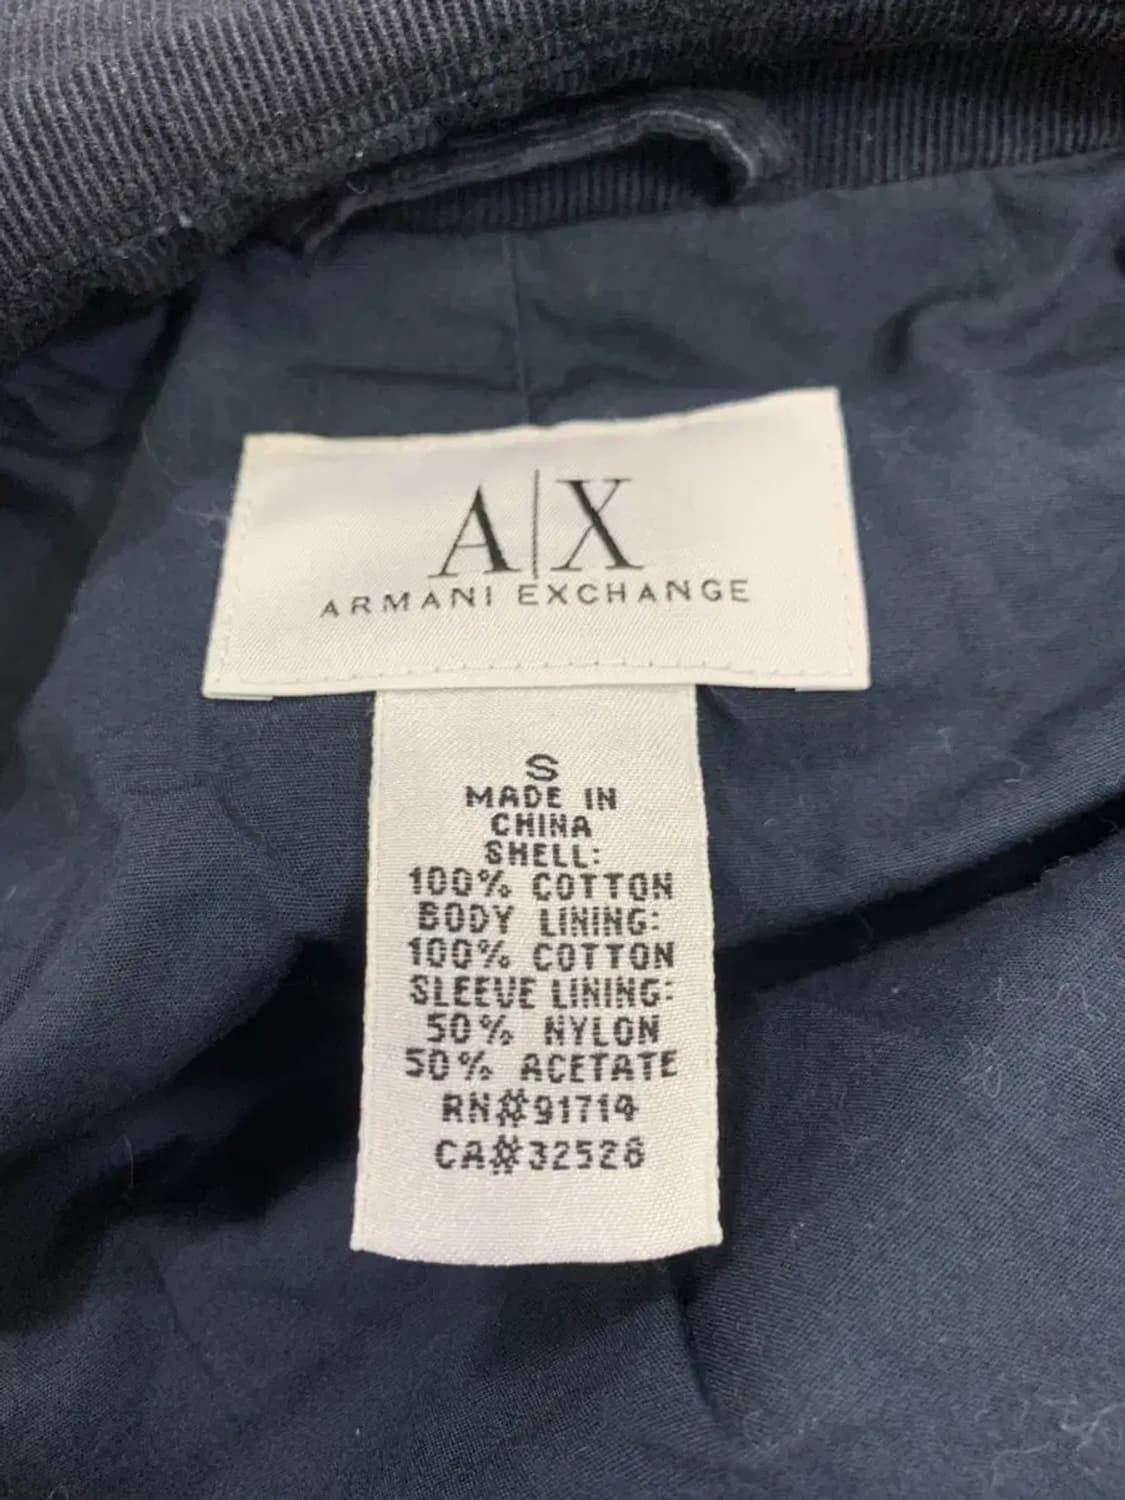 A|X
ARMANI EXCHANGE
S
MADE IN
CHINA
SHELL:
100% COTTON
BODY LINING:
100% COTTON
SLEEVE LINING:
50% NYLON
50% ACETATE
RN#91714
CA#32526